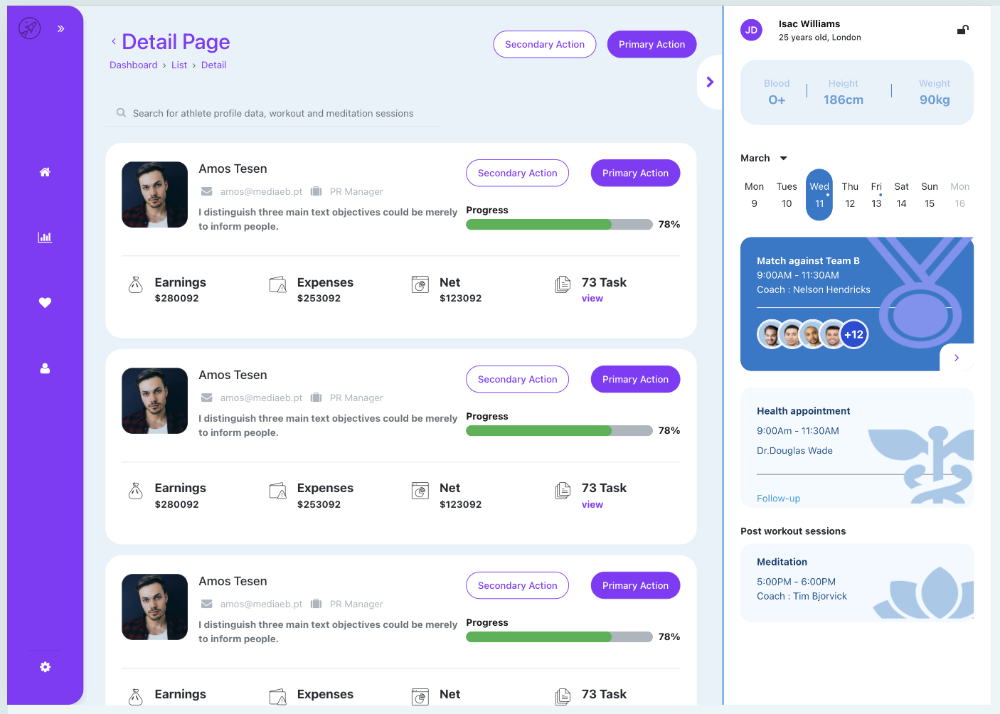 Detail Page
Secondary Action
Primary Action
Dashboard › List › Detail
Search for athlete profile data, workout and meditation sessions
Amos Tesen
amos@mediaeb.pt PR Manager
I distinguish three main text objectives could be merely
to inform people.
Secondary Action
Primary Action
Progress
78%
Earnings
$280092
Expenses
$253092
Net
$123092
73 Task
view
Amos Tesen
amos@mediaeb.pt PR Manager
I distinguish three main text objectives could be merely
to inform people.
Secondary Action
Primary Action
Progress
78%
Earnings
$280092
Expenses
$253092
Net
$123092
73 Task
view
Amos Tesen
amos@mediaeb.pt PR Manager
I distinguish three main text objectives could be merely
to inform people.
Secondary Action
Primary Action
Progress
78%
Earnings
Expenses
Net
73 Task
JD
Isac Williams
25 years old, London
Blood
O+
Height
186cm
Weight
90kg
March
Mon Tues Wed Thu Fri Sat Sun Mon
9 10 11 12 13 14 15 16
Match against Team B
9:00AM - 11:30AM
Coach : Nelson Hendricks
+12
Health appointment
9:00Am - 11:30AM
Dr.Douglas Wade
Follow-up
Post workout sessions
Meditation
5:00PM - 6:00PM
Coach : Tim Bjorvick